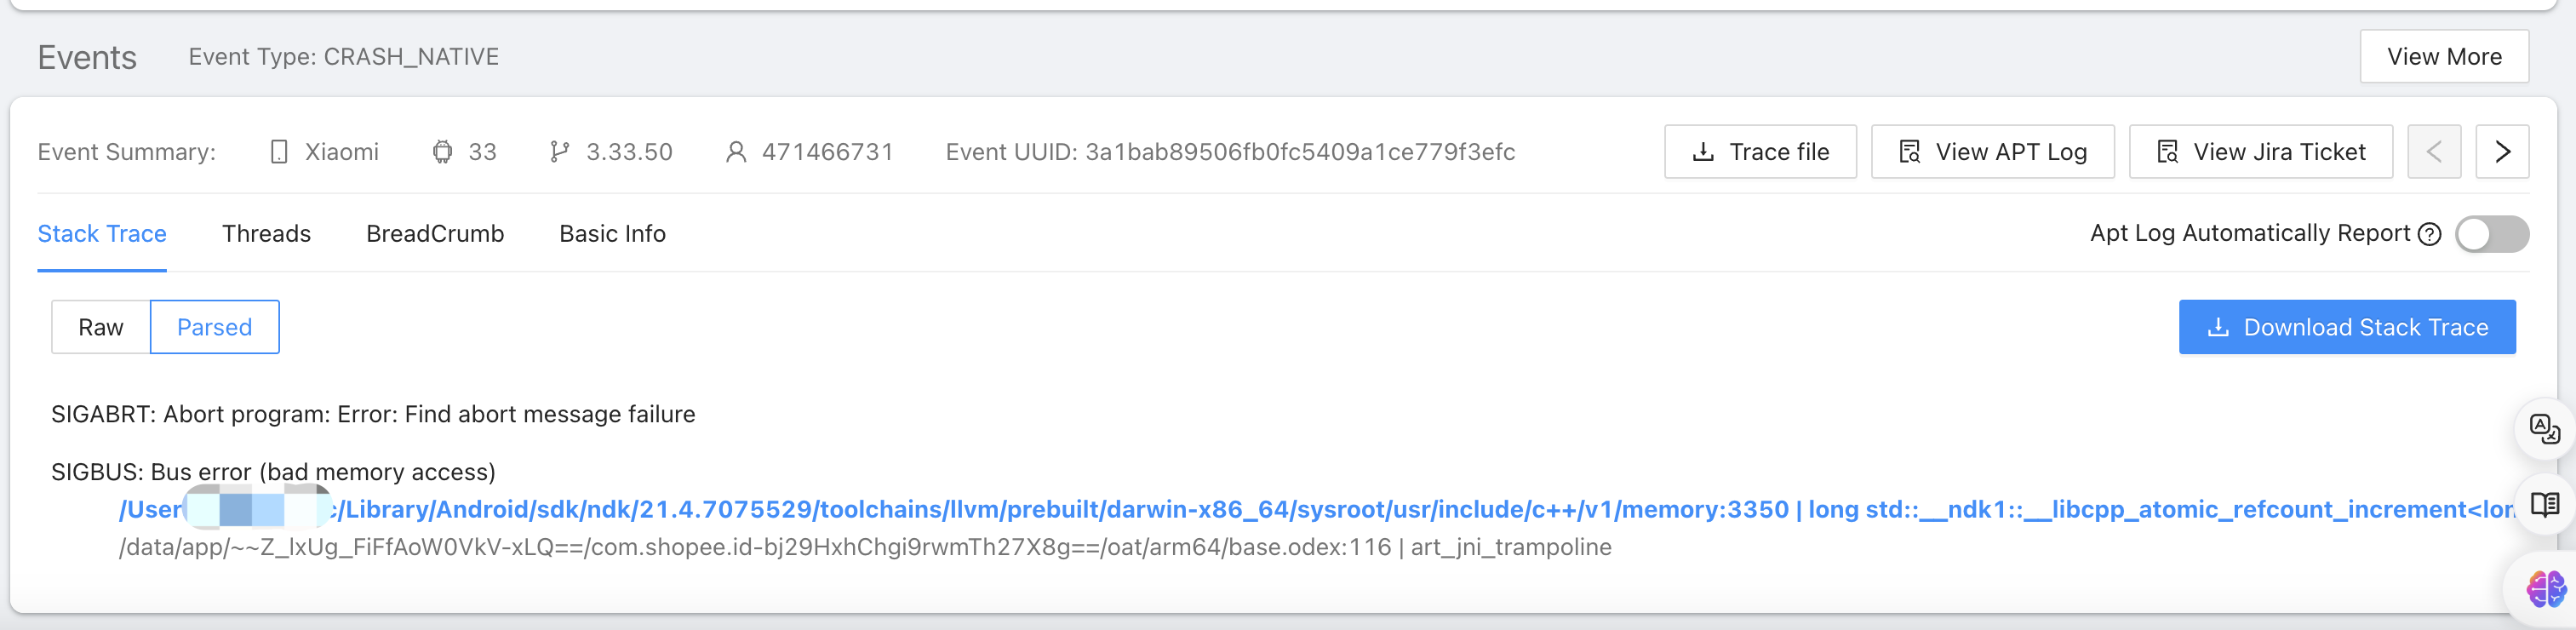 Events Event Type: CRASH_NATIVE View More
Event Summary: Xiaomi 33 3.33.50 471466731 Event UUID: 3a1bab89506fb0fc5409a1ce779f3efc Trace file View APT Log View Jira Ticket
Stack Trace Threads BreadCrumb Basic Info Apt Log Automatically Report
Raw Parsed Download Stack Trace
SIGABRT: Abort program: Error: Find abort message failure
SIGBUS: Bus error (bad memory access)
/User /Library/Android/sdk/ndk/21.4.7075529/toolchains/llvm/prebuilt/darwin-x86_64/sysroot/usr/include/c++/v1/memory:3350 | long std::__ndk1::__libcpp_atomic_refcount_increment<lon
/data/app/~~Z_lxUg_FiFfAoW0VkV-xLQ==/com.shopee.id-bj29HxhChgi9rwmTh27X8g==/oat/arm64/base.odex:116 | art_jni_trampoline